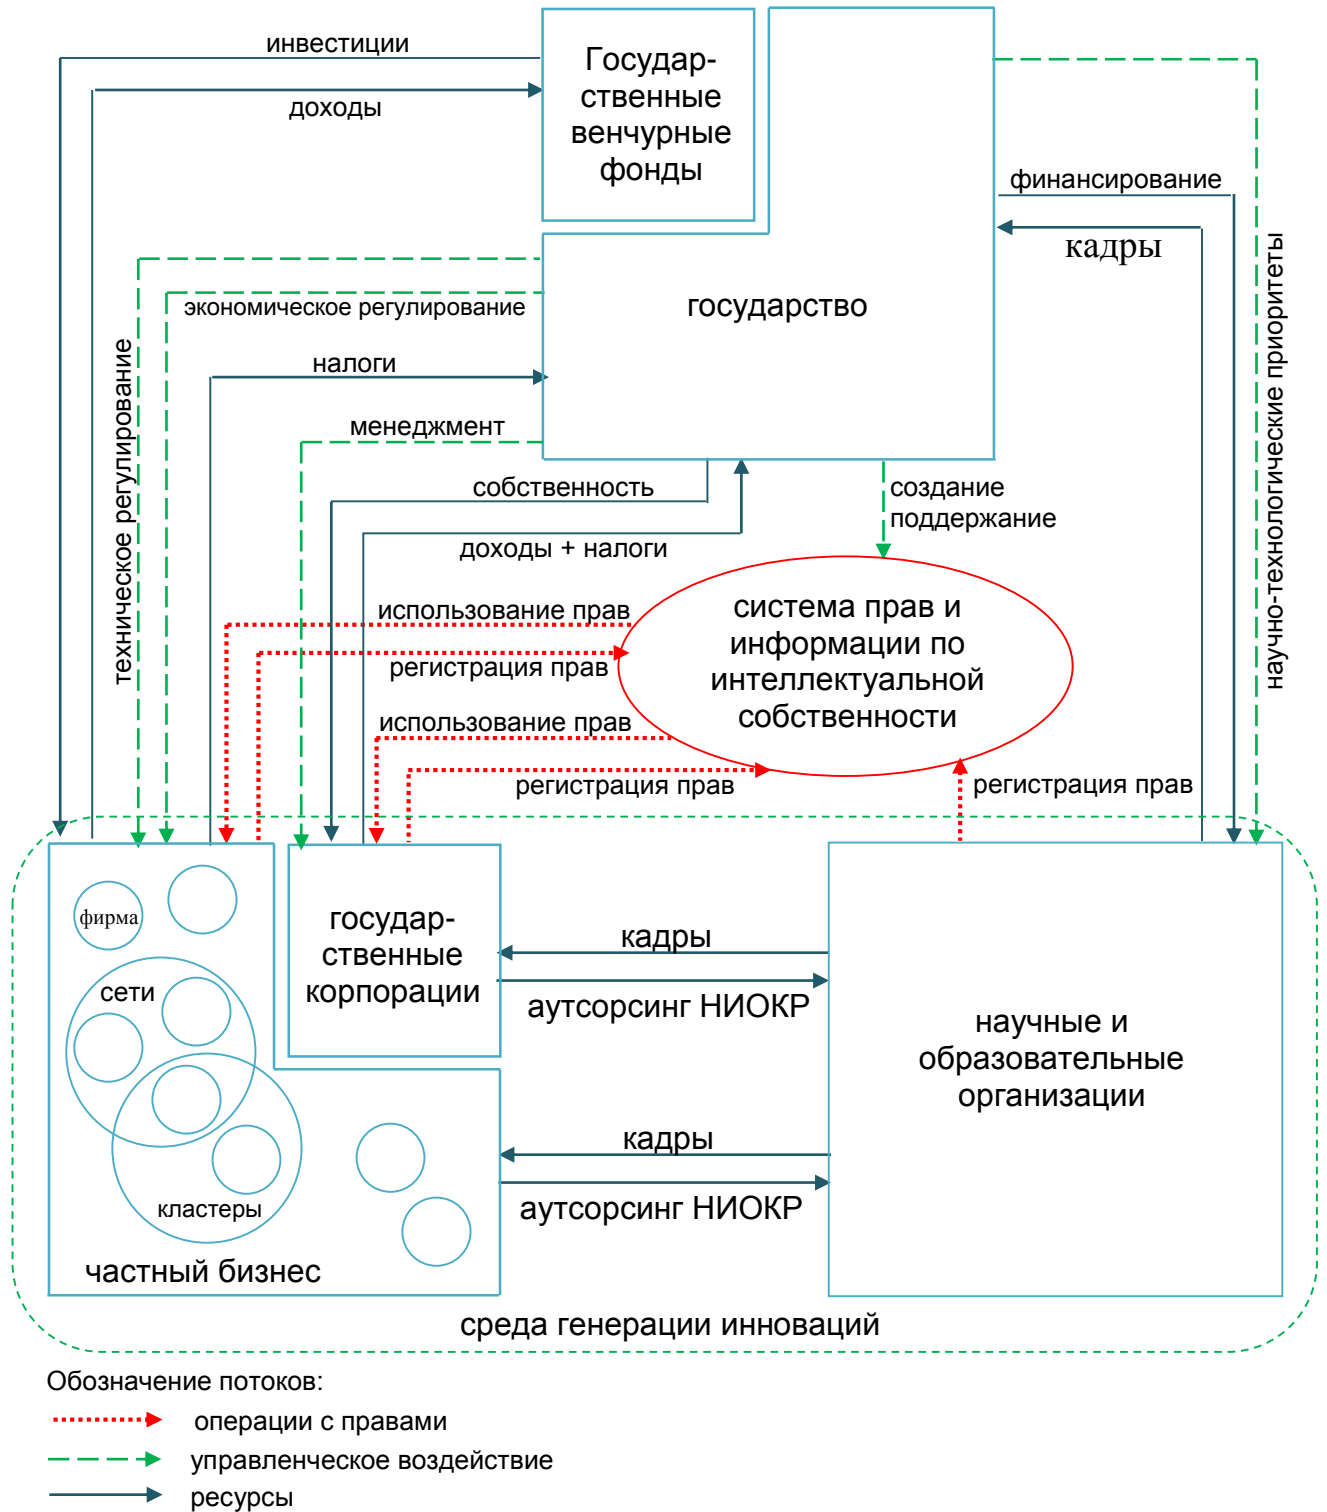 инвестиции
доходы
Государ-
ственные
венчурные
фонды
финансирование
кадры
государство
экономическое регулирование
налоги
менеджмент
техническое регулирование
научно-технологические приоритеты
собственность
доходы + налоги
создание
поддержание
использование прав
регистрация прав
использование прав
регистрация прав
система прав и
информации по
интеллектуальной
собственности
регистрация прав
фирма
сети
кластеры
частный бизнес
государ-
ственные
корпорации
кадры
аутсорсинг НИОКР
кадры
аутсорсинг НИОКР
научные и
образовательные
организации
среда генерации инноваций
Обозначение потоков:
операции с правами
управленческое воздействие
ресурсы